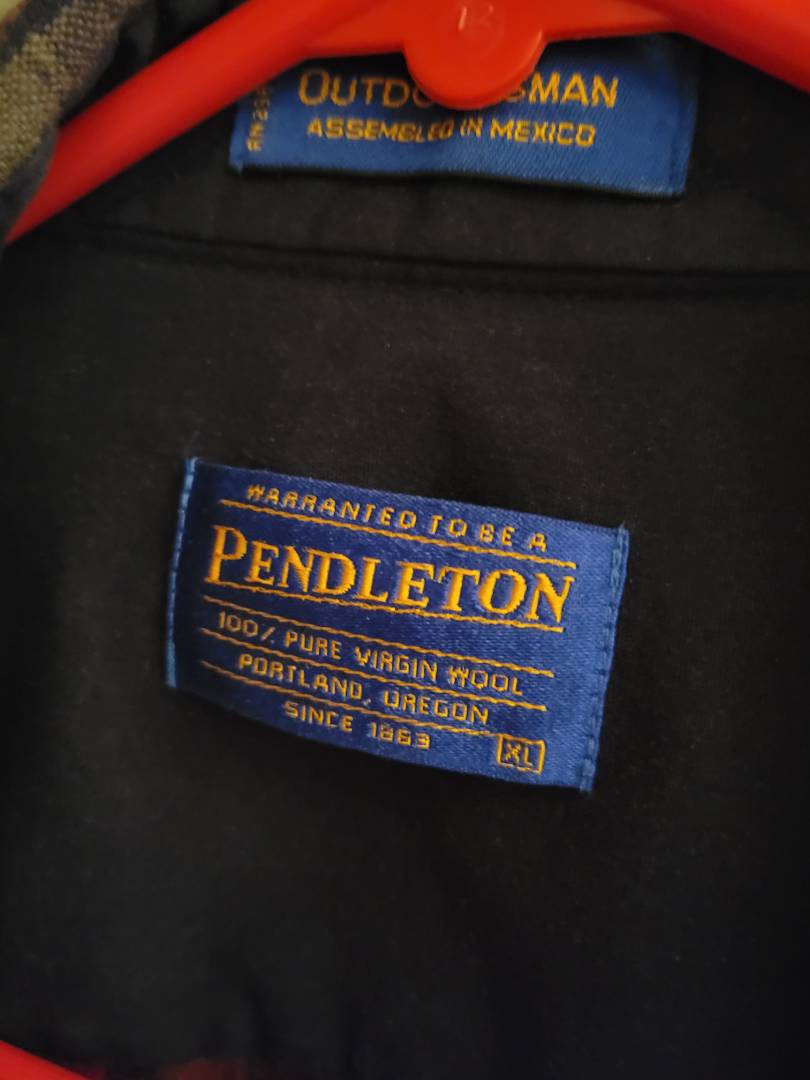 ASSEMBLED IN MEXICO
WARRANTED TO BE A
PENDLETON
100% PURE VIRGIN WOOL
PORTLAND, OREGON
SINCE 1863
XL